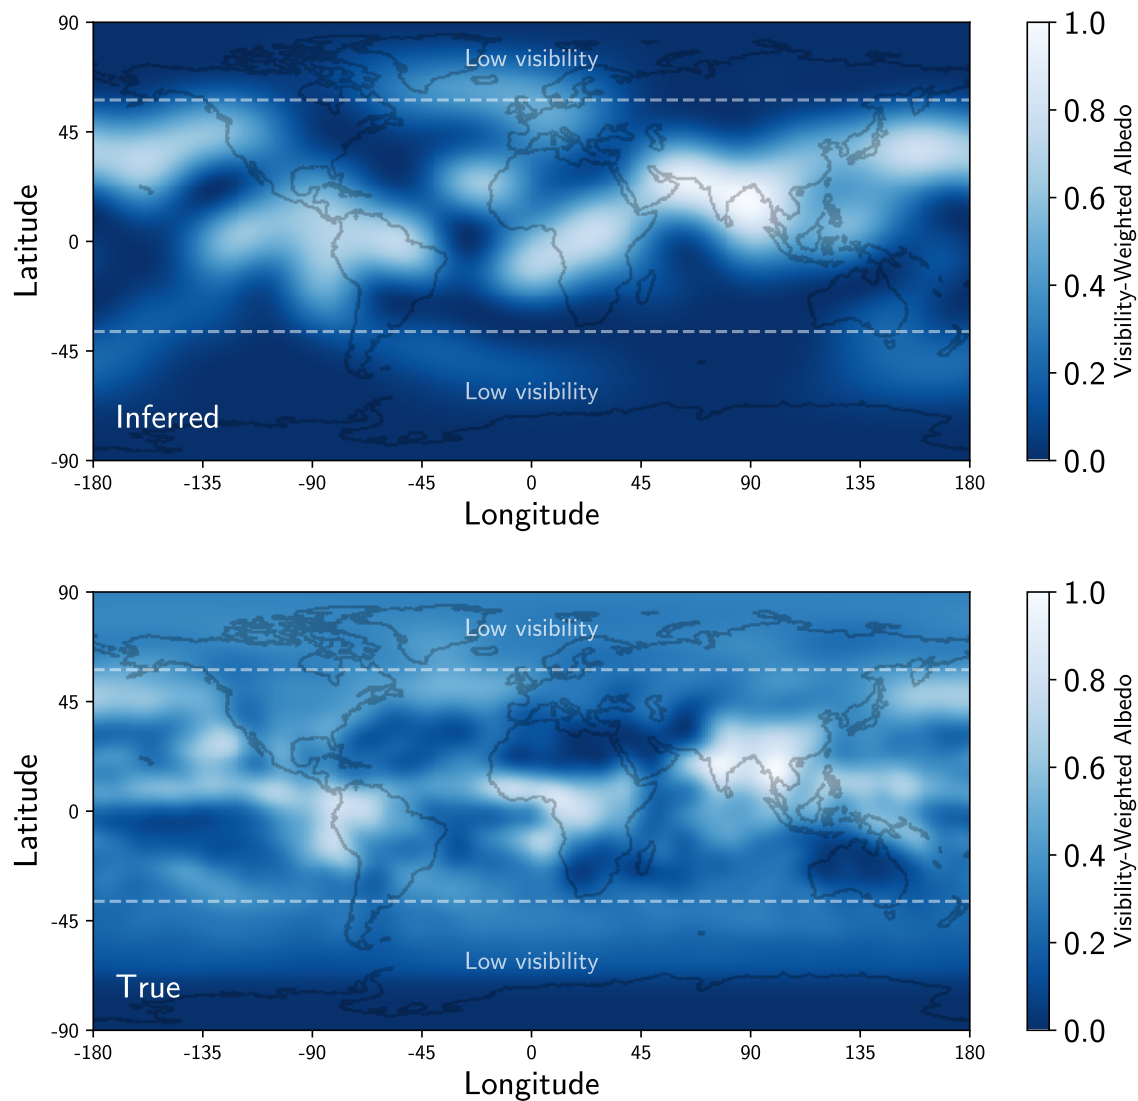 90
45
0
-45
-90
Latitude
Low visibility
Low visibility
Inferred
-180 -135 -90 -45 0 45 90 135 180
Longitude
1.0
0.8
0.6
0.4
0.2
0.0
Visibility-Weighted Albedo
90
45
0
-45
-90
Latitude
Low visibility
Low visibility
True
-180 -135 -90 -45 0 45 90 135 180
Longitude
1.0
0.8
0.6
0.4
0.2
0.0
Visibility-Weighted Albedo